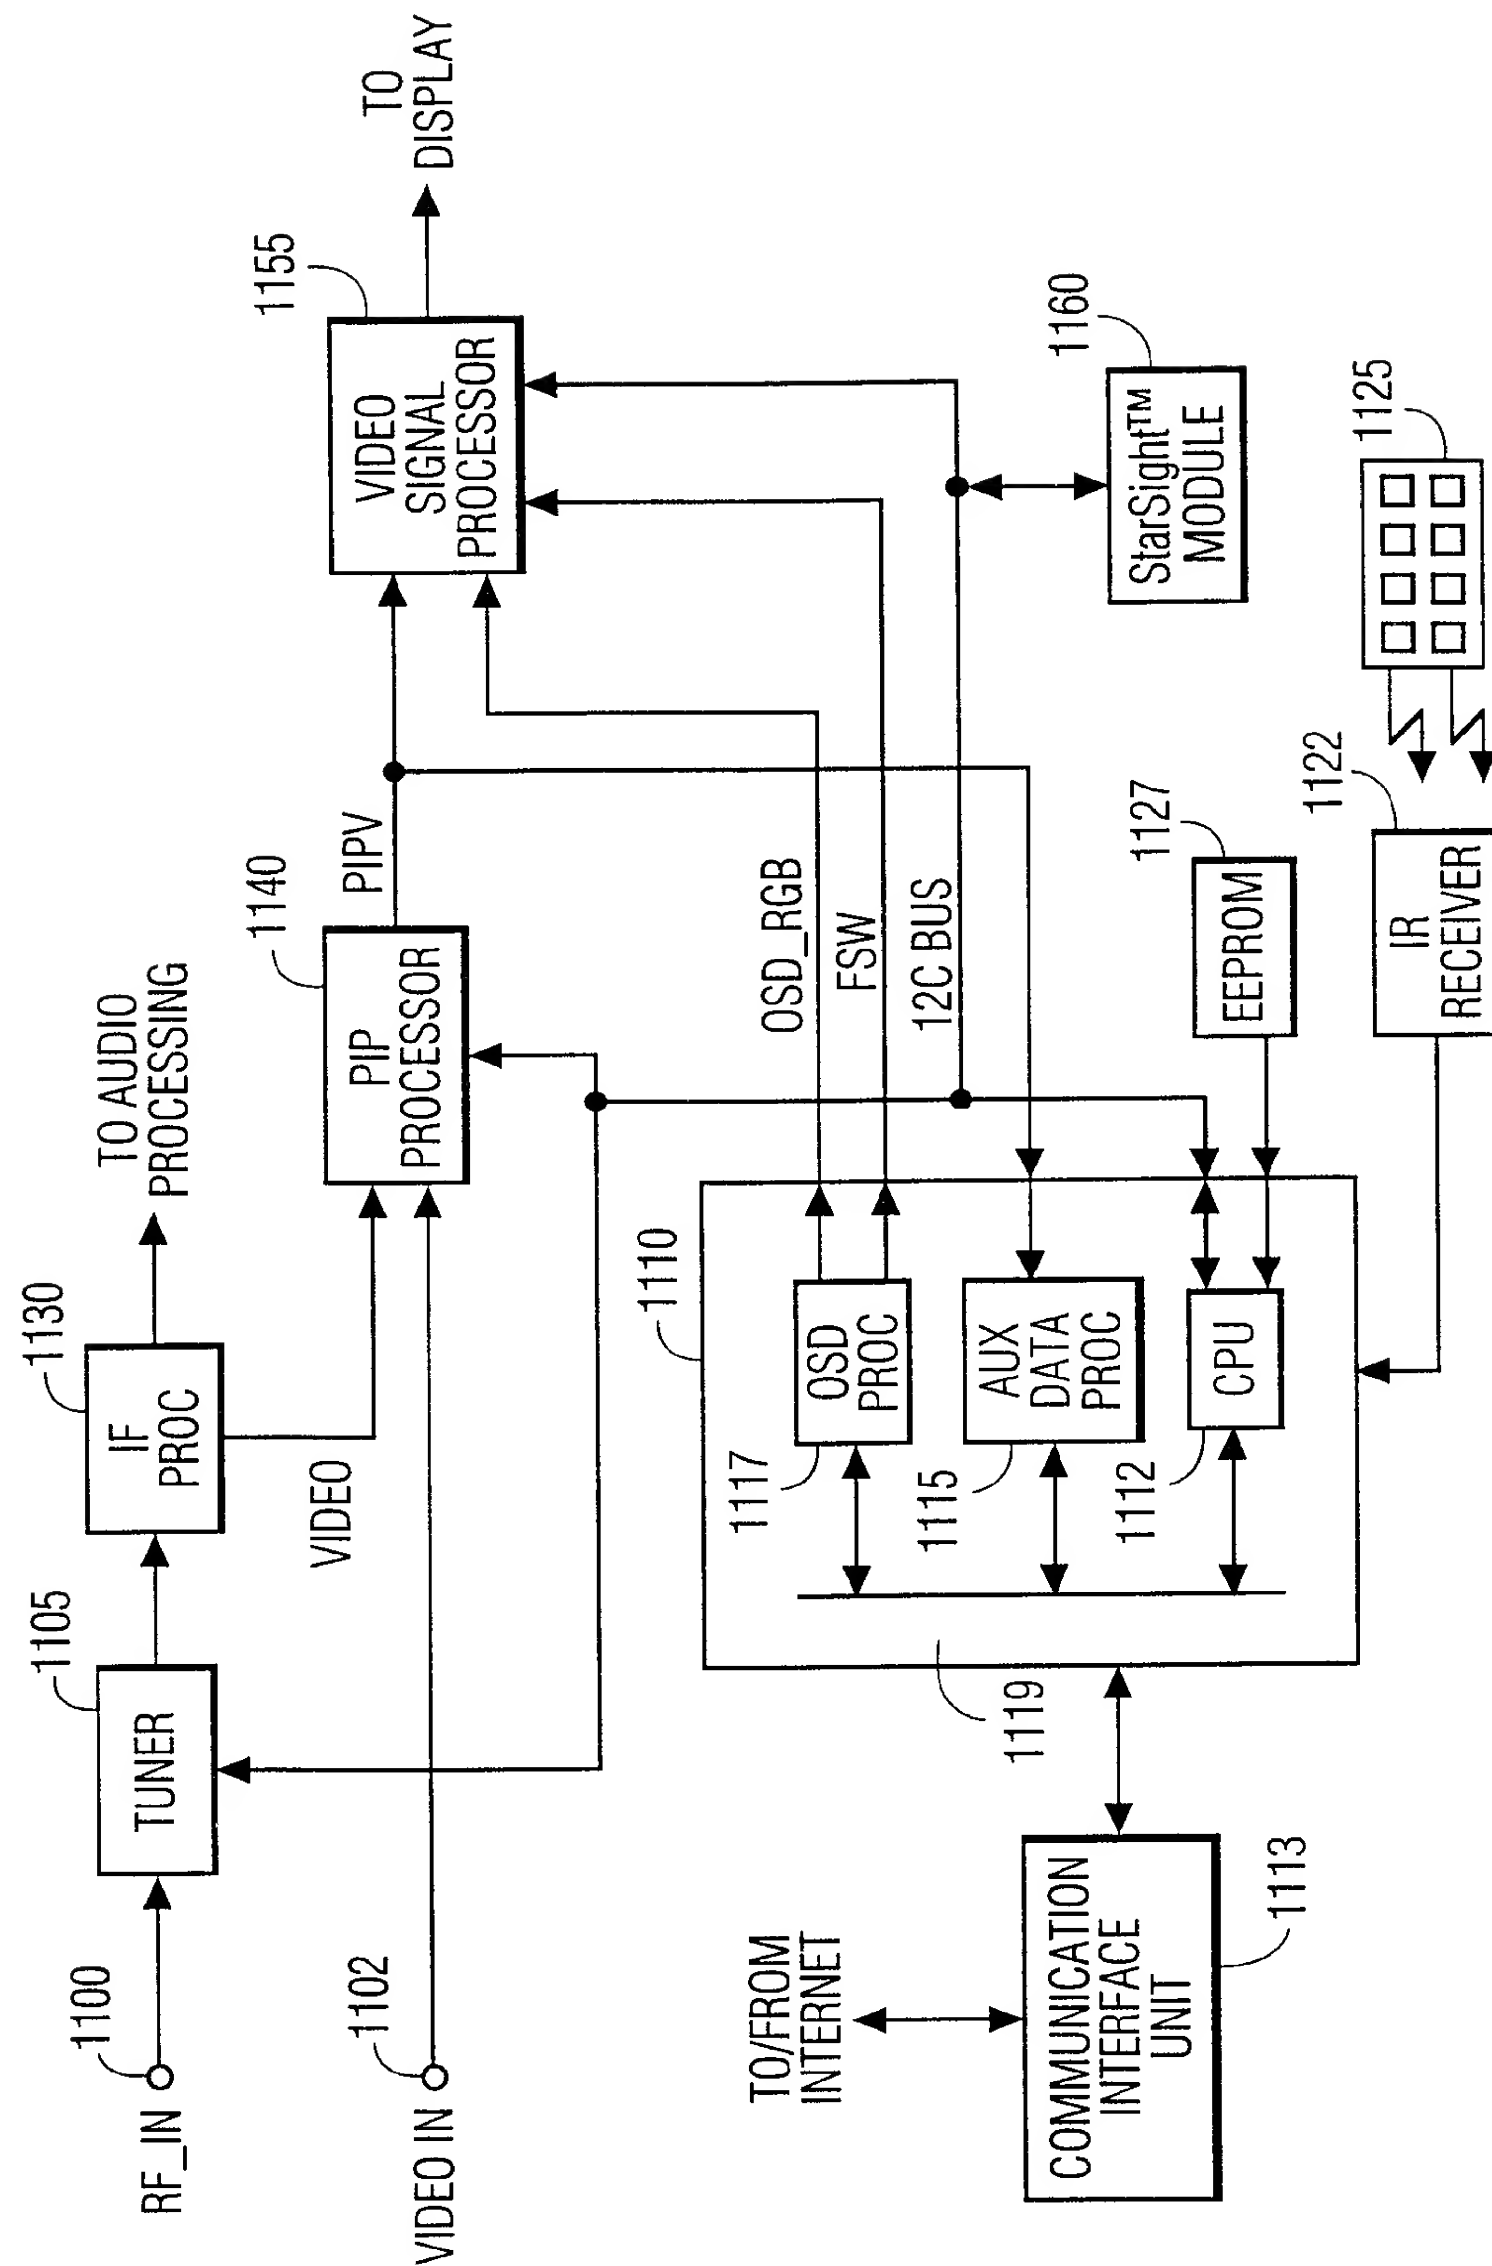 RF_IN
1100
TUNER
1105
IF
PROC
1130
TO AUDIO
PROCESSING
VIDEO IN
1102
VIDEO
PIP
PROCESSOR
1140
PIPV
VIDEO
SIGNAL
PROCESSOR
1155
TO
DISPLAY
OSD_RGB
FSW
12C BUS
1110
OSD
PROC
1117
AUX
DATA
PROC
1115
CPU
1112
1119
TO/FROM
INTERNET
COMMUNICATION
INTERFACE
UNIT
1113
EEPROM
1127
StarSight™
MODULE
1160
IR
RECEIVER
1122
1125